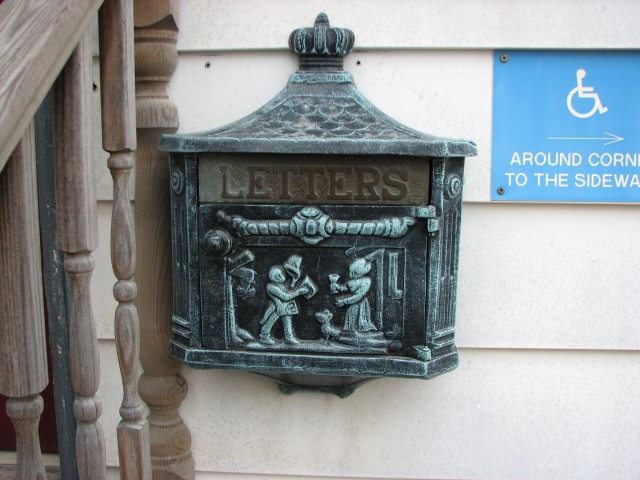 LETTERS
AROUND CORNE
TO THE SIDEWA